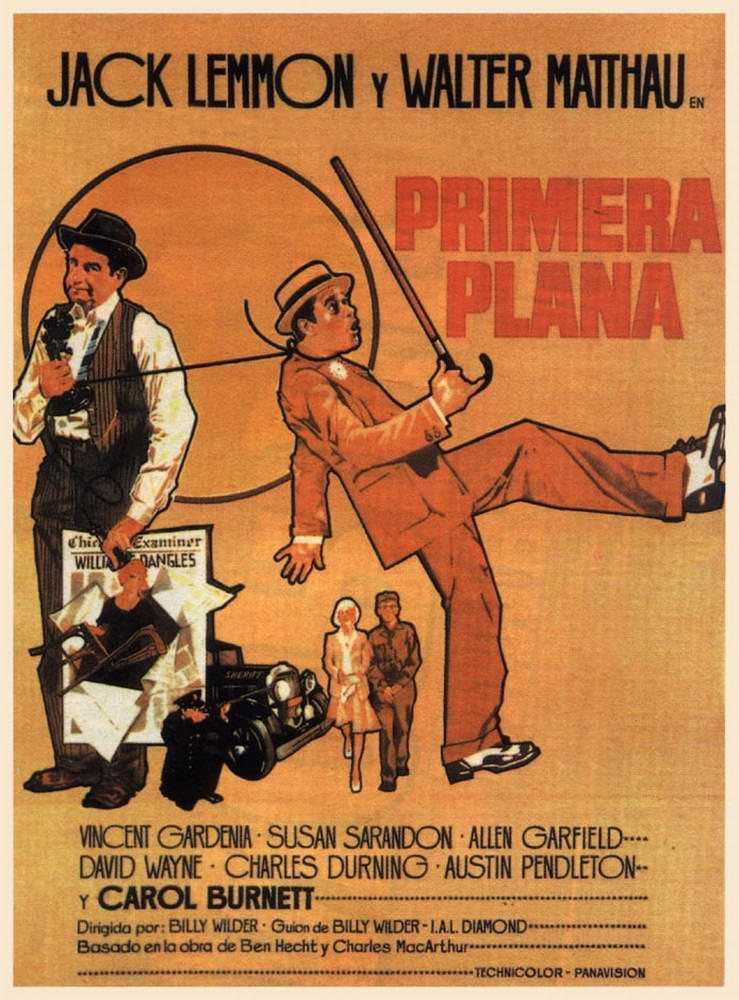 JACK LEMMON Y WALTER MATTHAU EN
PRIMERA
PLANA
Examiner
DANGLES
SHERIFF
VINCENT GARDENIA · SUSAN SARANDON · ALLEN GARFIELD
DAVID WAYNE · CHARLES DURNING · AUSTIN PENDLETON
Y CAROL BURNETT
Dirigida por: BILLY WILDER · Guion de BILLY WILDER - I.A.L. DIAMOND
Basado en la obra de Ben Hecht y Charles MacArthur
TECHNICOLOR - PANAVISION